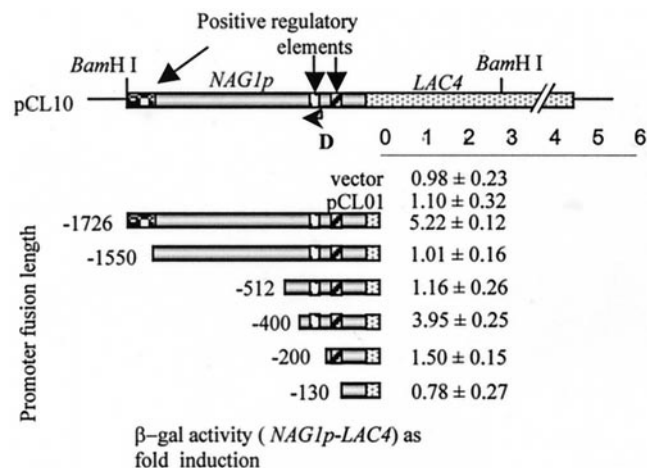 Positive regulatory
elements
BamH I
NAG1p
LAC4
BamH I
pCL10
D
0 1 2 3 4 5 6
vector 0.98 ± 0.23
pCL01 1.10 ± 0.32
-1726 5.22 ± 0.12
-1550 1.01 ± 0.16
-512 1.16 ± 0.26
-400 3.95 ± 0.25
-200 1.50 ± 0.15
-130 0.78 ± 0.27
Promoter fusion length
β-gal activity ( NAG1p-LAC4) as
fold induction